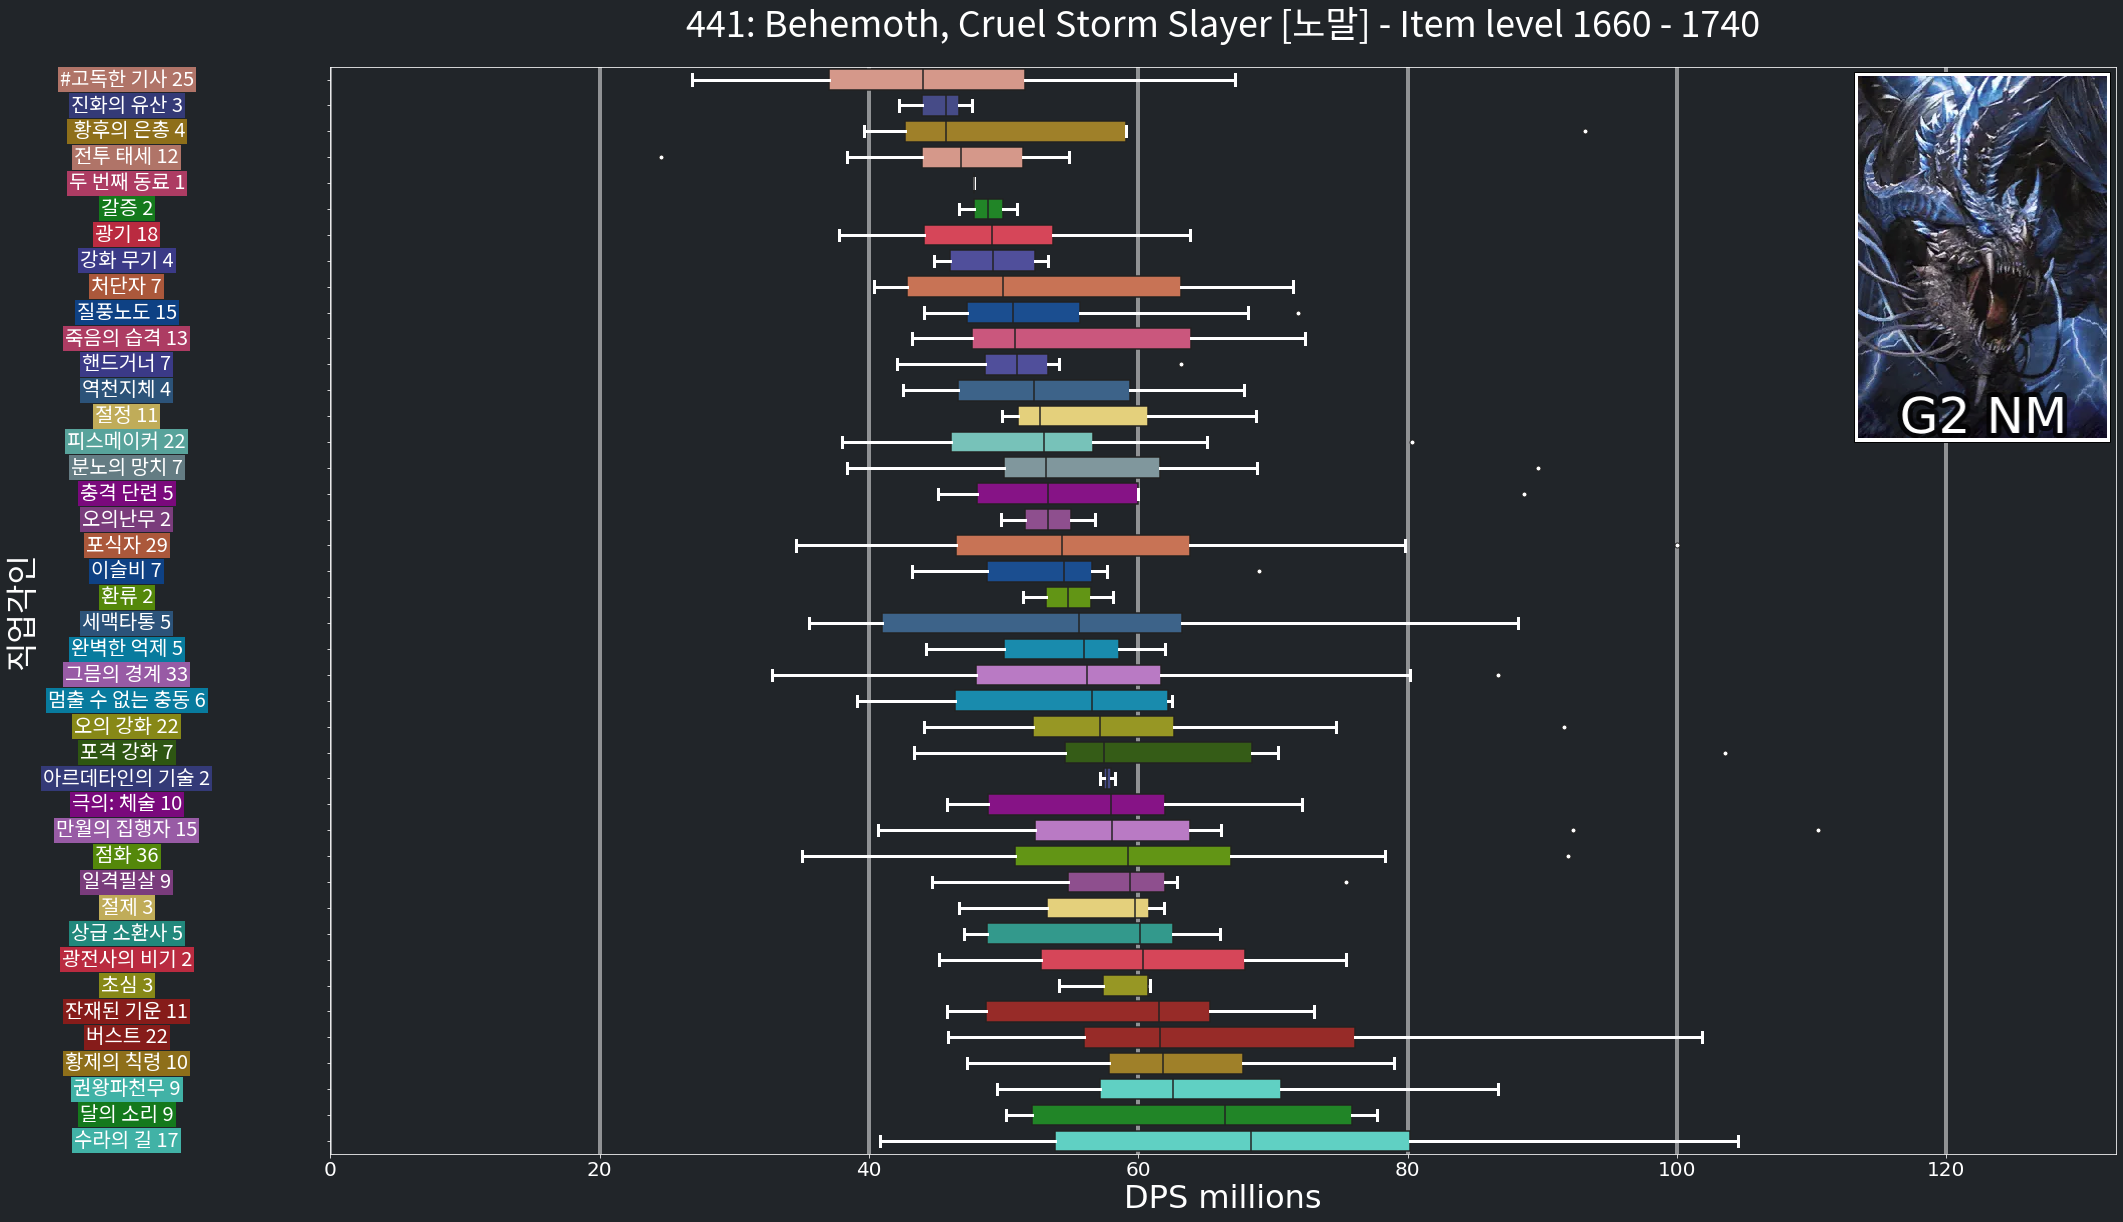 441: Behemoth, Cruel Storm Slayer [노말] - Item level 1660 - 1740
#고독한 기사 25
진화의 유산 3
황후의 은총 4
전투 태세 12
두 번째 동료 1
갈증 2
광기 18
강화 무기 4
처단자 7
질풍노도 15
죽음의 습격 13
핸드거너 7
역천지체 4
절정 11
피스메이커 22
분노의 망치 7
충격 단련 5
오의난무 2
포식자 29
이슬비 7
환류 2
세맥타통 5
완벽한 억제 5
그믐의 경계 33
멈출 수 없는 충동 6
오의 강화 22
포격 강화 7
아르데타인의 기술 2
극의: 체술 10
만월의 집행자 15
점화 36
일격필살 9
절제 3
상급 소환사 5
광전사의 비기 2
초심 3
잔재된 기운 11
버스트 22
황제의 칙령 10
권왕파천무 9
달의 소리 9
수라의 길 17
직업각인
G2 NM
0 20 40 60 80 100 120
DPS millions